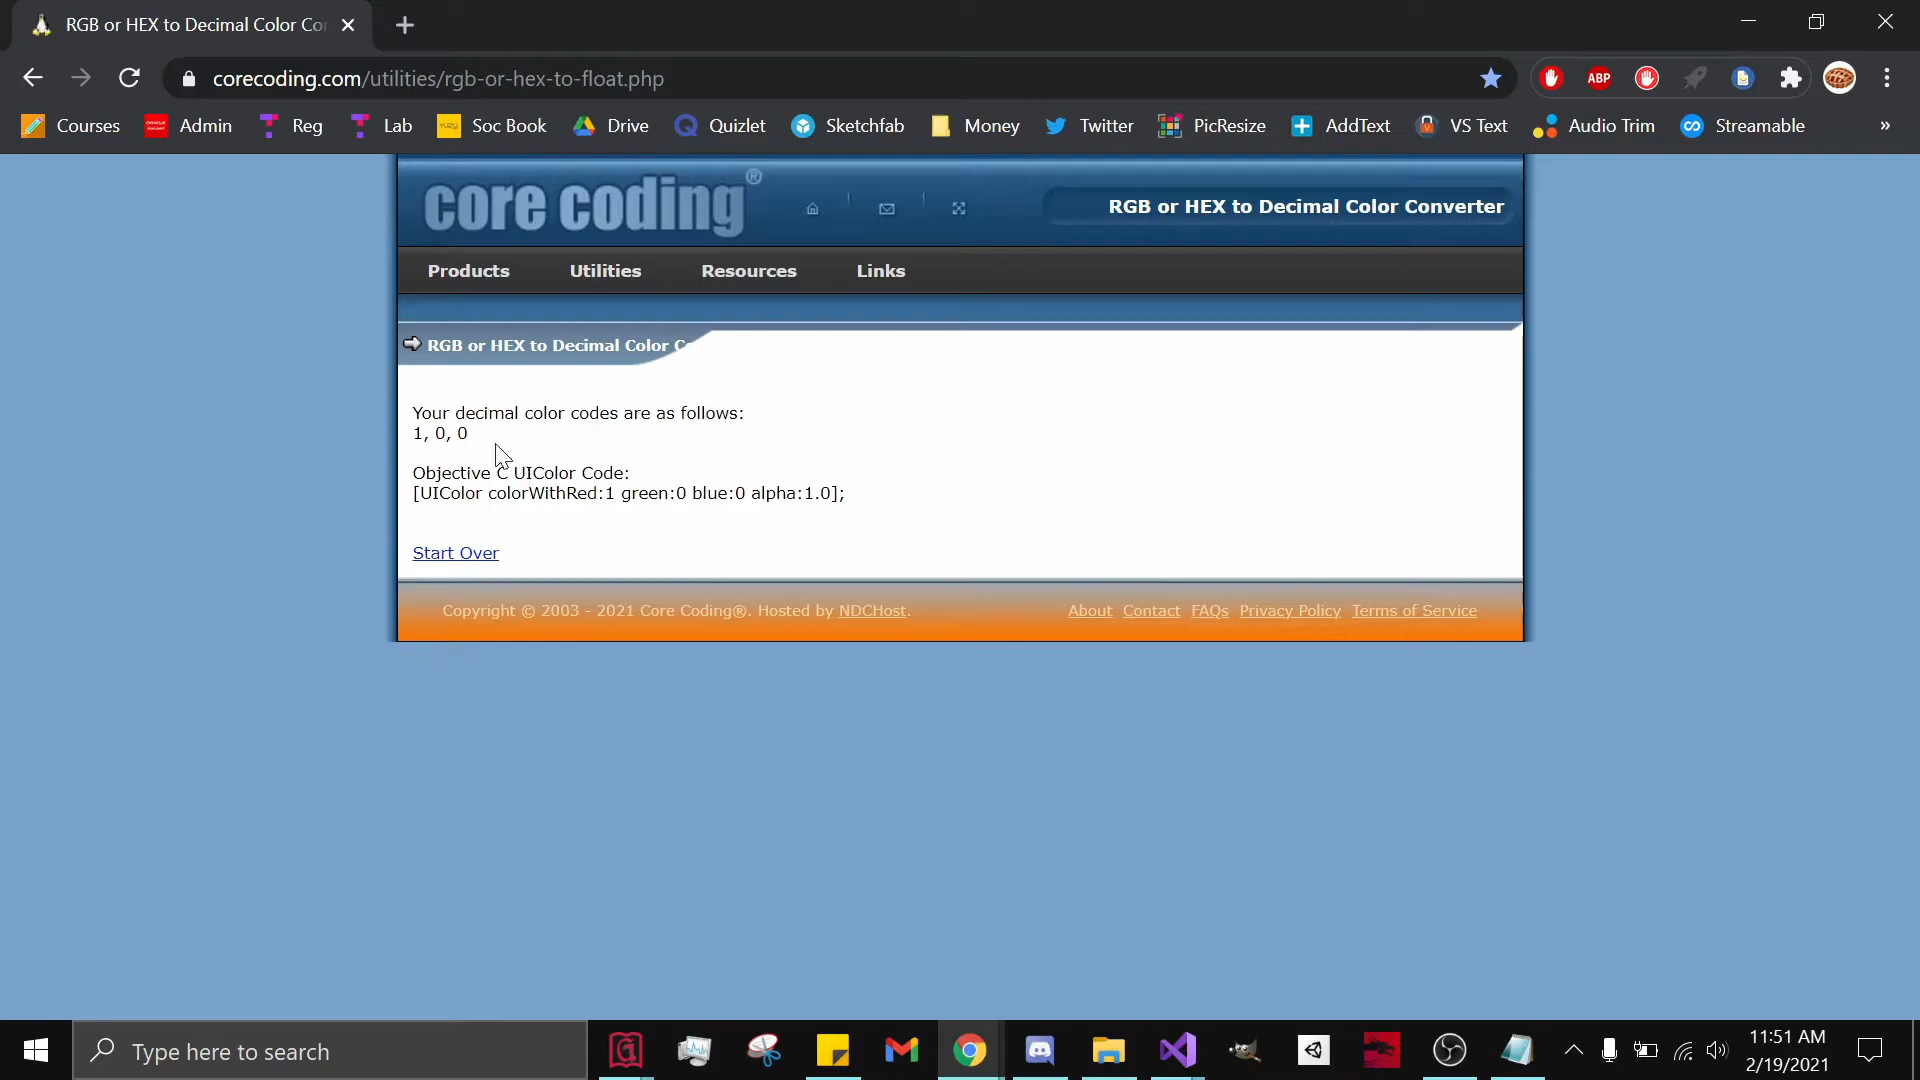 RGB or HEX to Decimal Color Co
corecoding.com/utilities/rgb-or-hex-to-float.php
ABP
Courses Admin Reg Lab Soc Book Drive Quizlet Sketchfab Money Twitter PicResize AddText VS Text Audio Trim Streamable »
core coding®
RGB or HEX to Decimal Color Converter
Products Utilities Resources Links
RGB or HEX to Decimal Color C
Your decimal color codes are as follows:
1, 0, 0
Objective C UIColor Code:
[UIColor colorWithRed:1 green:0 blue:0 alpha:1.0];
Start Over
Copyright © 2003 - 2021 Core Coding®. Hosted by NDCHost.
About Contact FAQs Privacy Policy Terms of Service
Type here to search
11:51 AM
2/19/2021